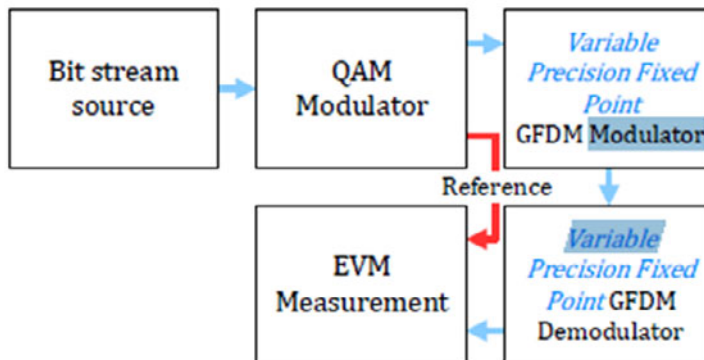 Bit stream
source
QAM
Modulator
Variable
Precision Fixed
Point
GFDM Modulator
Reference
EVM
Measurement
Variable
Precision Fixed
Point GFDM
Demodulator